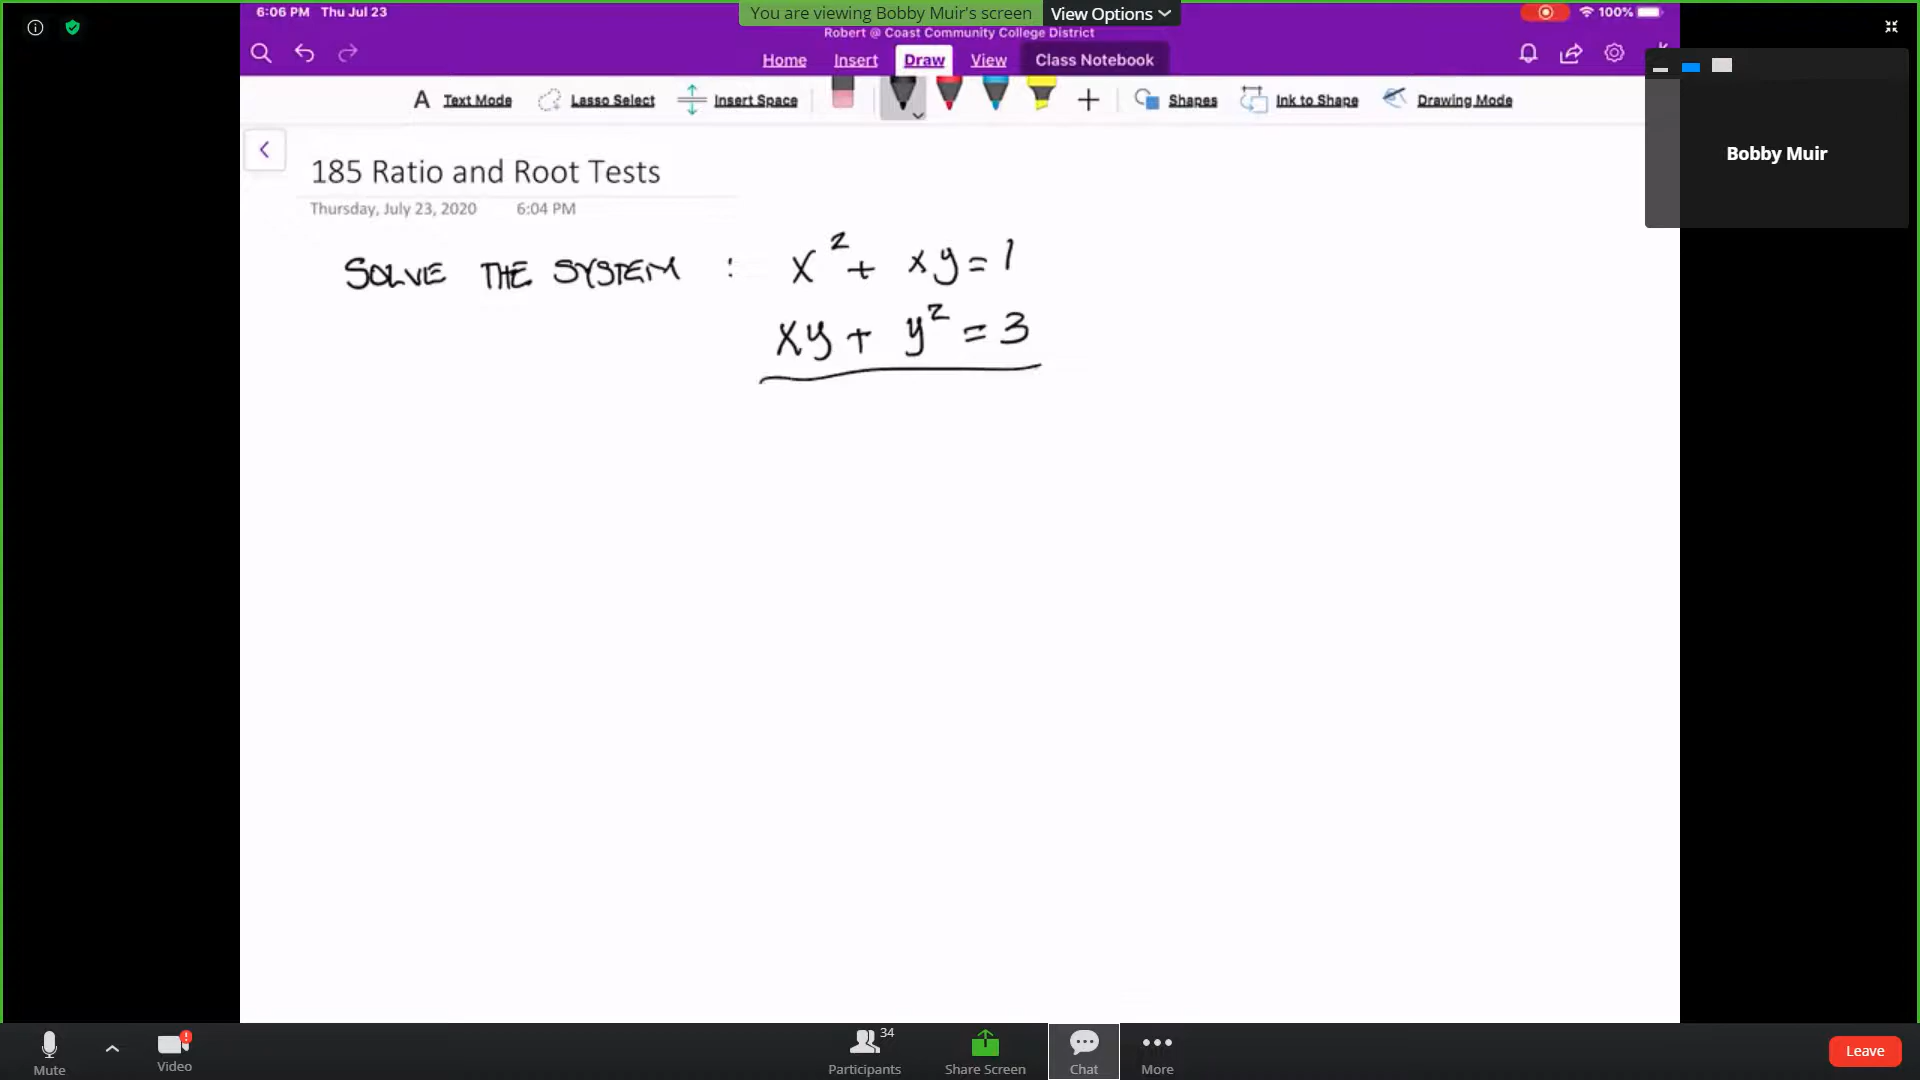 6:06 PM Thu Jul 23
You are viewing Bobby Muir's screen View Options
100%
Robert @ Coast Community College District
Home Insert Draw View Class Notebook
A Text Mode Lasso Select Insert Space Shapes Ink to Shape Drawing Mode
Bobby Muir
185 Ratio and Root Tests
Thursday, July 23, 2020 6:04 PM
SOLVE THE SYSTEM : x² + xy = 1
xy + y² = 3
Mute Video Participants 34 Share Screen Chat More Leave